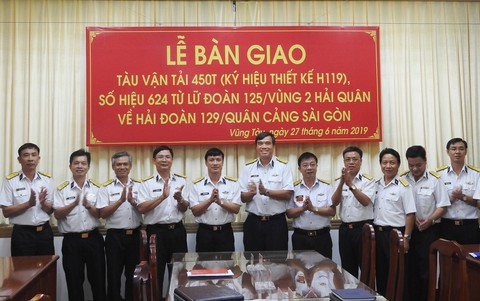 LỄ BÀN GIAO
TÀU VẬN TẢI 450T (KÝ HIỆU THIẾT KẾ H119),
SỐ HIỆU 624 TỪ LỮ ĐOÀN 125/VÙNG 2 HẢI QUÂN
VỀ HẢI ĐOÀN 129/QUÂN CẢNG SÀI GÒN
Vũng Tàu, ngày 27 tháng 6 năm 2019